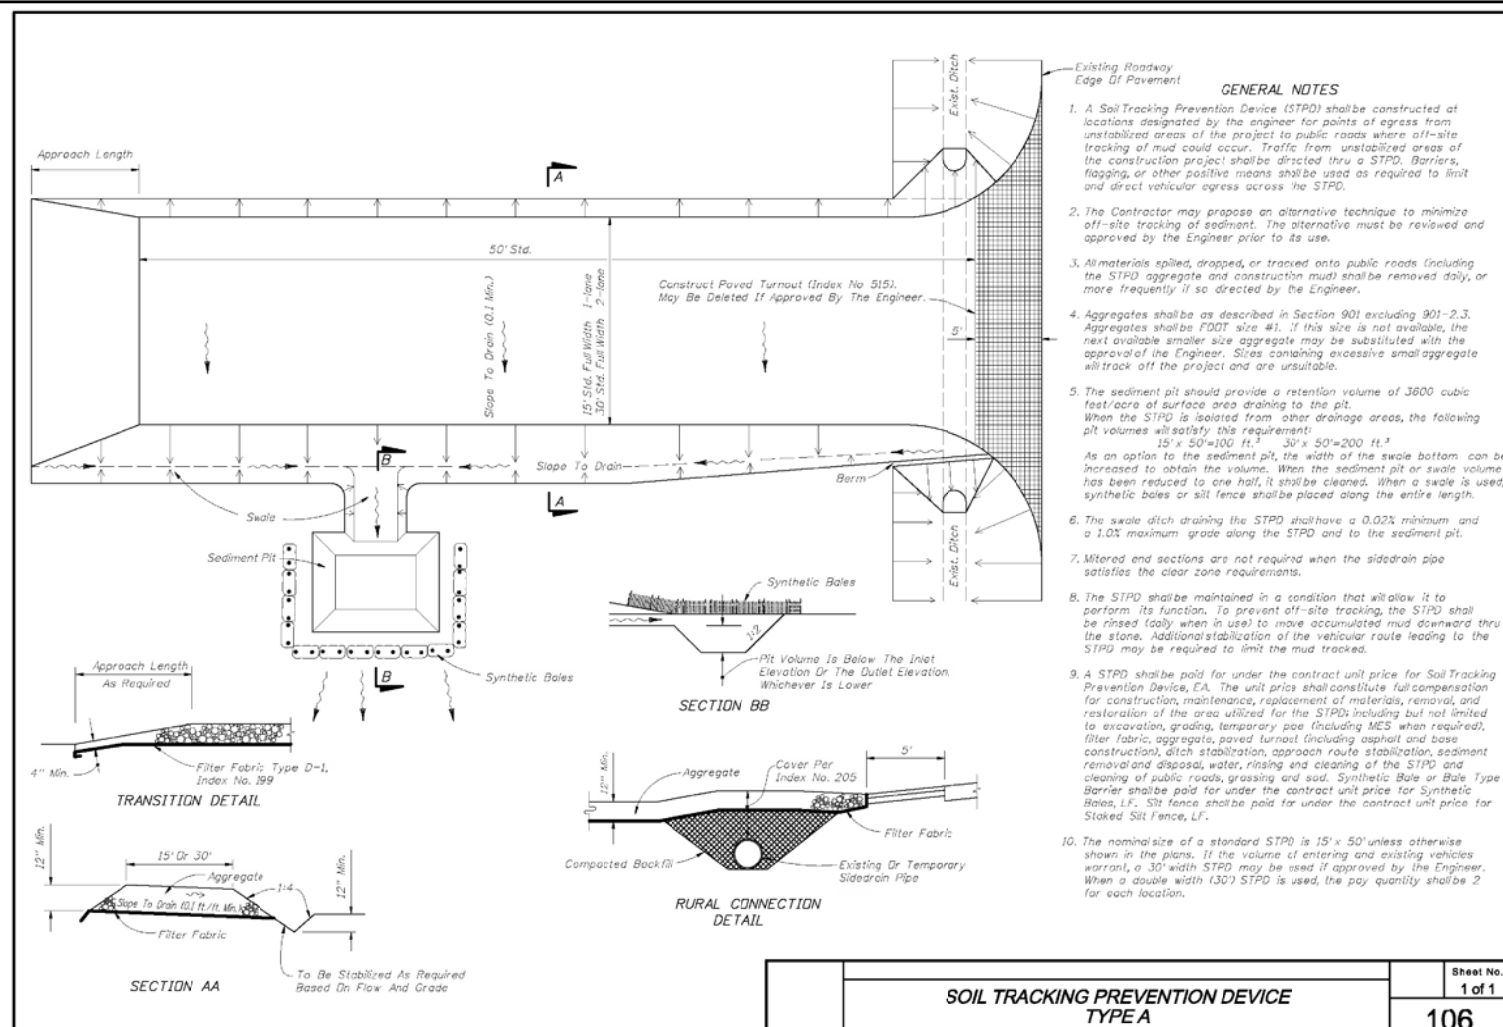 Existing Roadway
Edge Of Pavement
Exist. Ditch
Approach Length
A
50' Std.
Slope To Drain (0.1 Min.)
15' Std. Full Width 1-lane
30' Std. Full Width 2-lane
Construct Paved Turnout (Index No 515).
May Be Deleted If Approved By The Engineer.
5'
B
Slope To Drain
A
Berm
Swale
Exist. Ditch
Sediment Pit
Synthetic Bales
B
Synthetic Bales
1:2
Pit Volume Is Below The Inlet
Elevation Or The Outlet Elevation.
Whichever Is Lower
SECTION BB
Approach Length
As Required
4" Min.
Filter Fabric Type D-1,
Index No. 199
TRANSITION DETAIL
12" Min.
15' Or 30'
Aggregate
1:4
12" Min.
Slope To Drain (0.1 ft./ft. Min.)
Filter Fabric
To Be Stabilized As Required
Based On Flow And Grade
SECTION AA
12" Min.
Aggregate
Cover Per
Index No. 205
5'
Filter Fabric
Compacted Backfill
Existing Or Temporary
Sidedrain Pipe
RURAL CONNECTION
DETAIL
GENERAL NOTES
1. A Soil Tracking Prevention Device (STPD) shall be constructed at
locations designated by the engineer for points of egress from
unstabilized areas of the project to public roads where off-site
tracking of mud could occur. Traffic from unstabilized areas of
the construction project shall be directed thru a STPD. Barriers,
flagging, or other positive means shall be used as required to limit
and direct vehicular egress across the STPD.
2. The Contractor may propose an alternative technique to minimize
off-site tracking of sediment. The alternative must be reviewed and
approved by the Engineer prior to its use.
3. All materials spilled, dropped, or tracked onto public roads (including
the STPD aggregate and construction mud) shall be removed daily, or
more frequently if so directed by the Engineer.
4. Aggregates shall be as described in Section 901 excluding 901-2.3.
Aggregates shall be FDOT size #1. If this size is not available, the
next available smaller size aggregate may be substituted with the
approval of the Engineer. Sizes containing excessive small aggregate
will track off the project and are unsuitable.
5. The sediment pit should provide a retention volume of 3600 cubic
feet/acre of surface area draining to the pit.
When the STPD is isolated from other drainage areas, the following
pit volumes will satisfy this requirement:
15' x 50'=100 ft.³ 30' x 50'=200 ft.³
As an option to the sediment pit, the width of the swale bottom can be
increased to obtain the volume. When the sediment pit or swale volume
has been reduced to one half, it shall be cleaned. When a swale is used,
synthetic bales or silt fence shall be placed along the entire length.
6. The swale ditch draining the STPD shall have a 0.02% minimum and
a 1.0% maximum grade along the STPD and to the sediment pit.
7. Mitered end sections are not required when the sidedrain pipe
satisfies the clear zone requirements.
8. The STPD shall be maintained in a condition that will allow it to
perform its function. To prevent off-site tracking, the STPD shall
be rinsed (daily when in use) to move accumulated mud downward thru
the stone. Additional stabilization of the vehicular route leading to the
STPD may be required to limit the mud tracked.
9. A STPD shall be paid for under the contract unit price for Soil Tracking
Prevention Device, EA. The unit price shall constitute full compensation
for construction, maintenance, replacement of materials, removal, and
restoration of the area utilized for the STPD; including but not limited
to excavation, grading, temporary pipe (including MES when required),
filter fabric, aggregate, paved turnout (including asphalt and base
construction), ditch stabilization, approach route stabilization, sediment
removal and disposal, water, rinsing and cleaning of the STPD and
cleaning of public roads, grassing and sod. Synthetic Bale or Bale Type
Barrier shall be paid for under the contract unit price for Synthetic
Bales, LF. Silt fence shall be paid for under the contract unit price for
Staked Silt Fence, LF.
10. The nominal size of a standard STPD is 15' x 50' unless otherwise
shown in the plans. If the volume of entering and existing vehicles
warrant, a 30' width STPD may be used if approved by the Engineer.
When a double width (30') STPD is used, the pay quantity shall be 2
for each location.
SOIL TRACKING PREVENTION DEVICE
TYPE A
Sheet No.
1 of 1
106